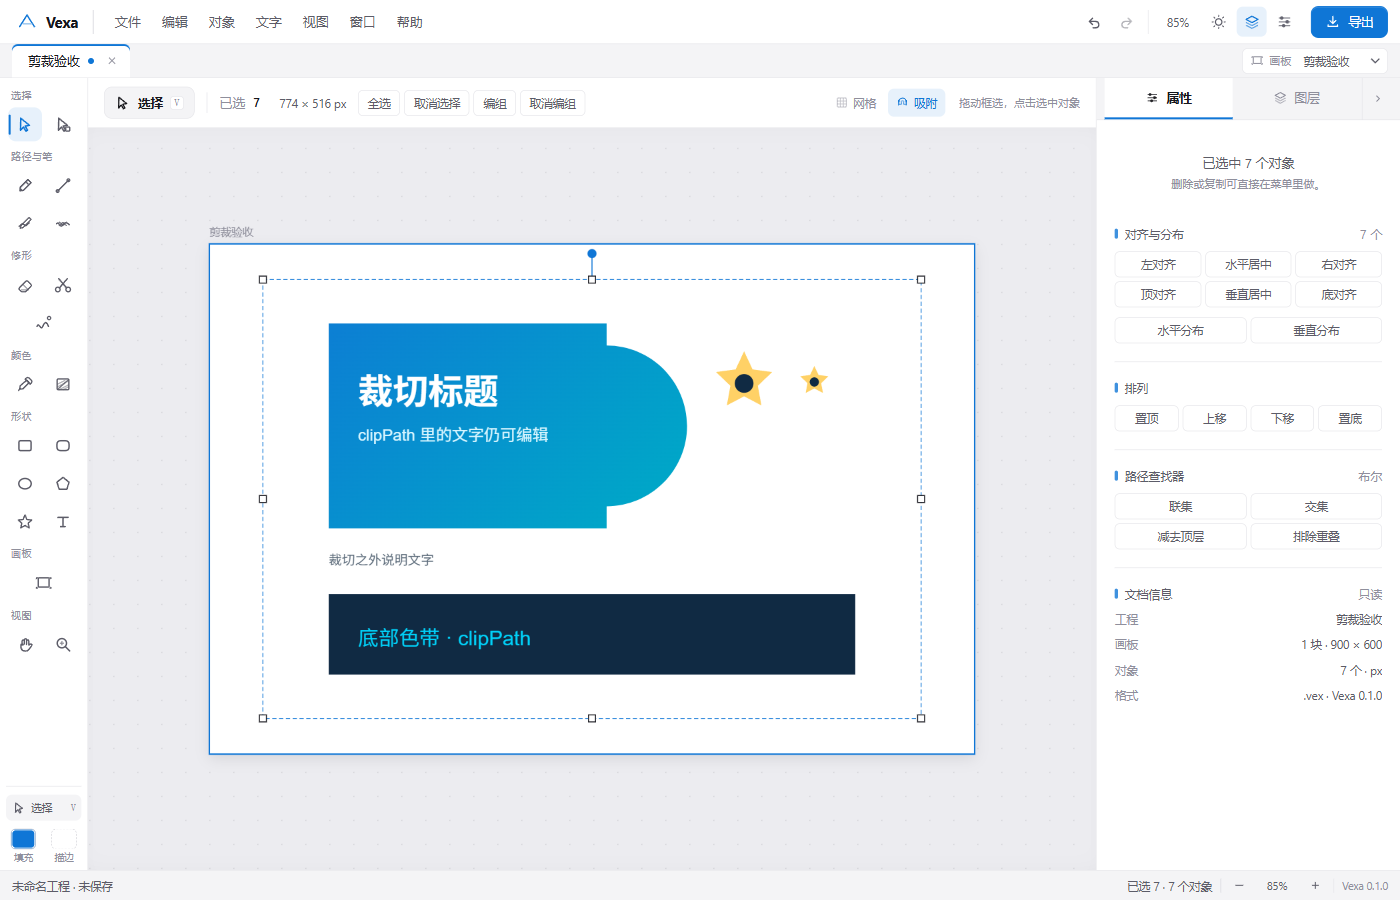 Vexa 文件 编辑 对象 文字 视图 窗口 帮助 85% 导出
剪裁验收 × 画板 剪裁验收
选择
路径与笔
修形
颜色
形状
画板
视图
选择 V
填充 描边
选择 V 已选 7 774 × 516 px 全选 取消选择 编组 取消编组 网格 吸附 拖动框选，点击选中对象
剪裁验收
裁切标题
clipPath 里的文字仍可编辑
裁切之外说明文字
底部色带 · clipPath
属性 图层
已选中 7 个对象
删除或复制可直接在菜单里做。
对齐与分布 7 个
左对齐 水平居中 右对齐
顶对齐 垂直居中 底对齐
水平分布 垂直分布
排列
置顶 上移 下移 置底
路径查找器 布尔
联集 交集
减去顶层 排除重叠
文档信息 只读
工程 剪裁验收
画板 1 块 · 900 × 600
对象 7 个 · px
格式 .vex · Vexa 0.1.0
未命名工程 · 未保存 已选 7 · 7 个对象 − 85% + Vexa 0.1.0